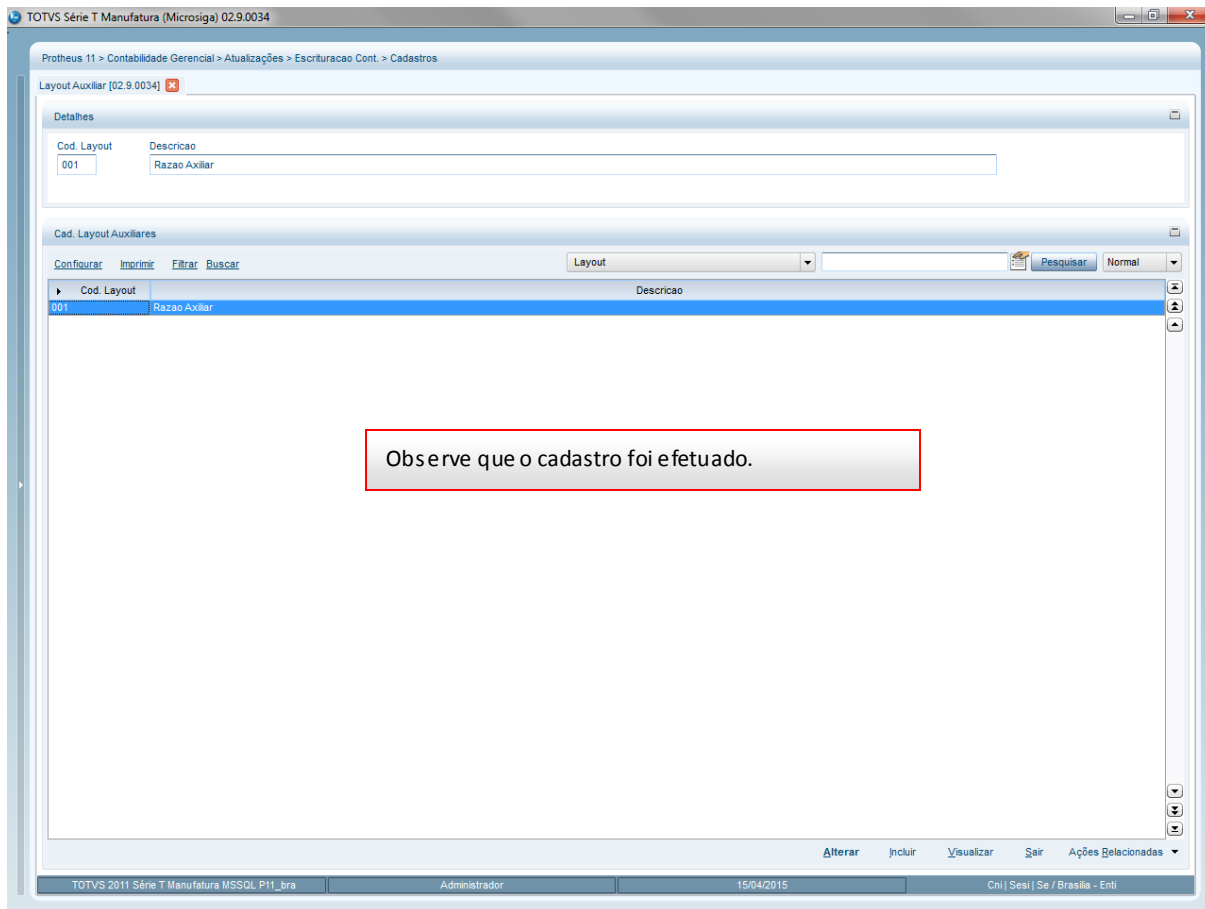 TOTVS Série T Manufatura (Microsiga) 02.9.0034
Protheus 11 > Contabilidade Gerencial > Atualizações > Escrituracao Cont. > Cadastros
Layout Auxiliar [02.9.0034]
Detalhes
Cod. Layout Descricao
001 Razao Axiliar
Cad. Layout Auxiliares
Configurar Imprimir Filtrar Buscar Layout Pesquisar Normal
Cod. Layout Descricao
001 Razao Axiliar
Observe que o cadastro foi efetuado.
Alterar Incluir Visualizar Sair Ações Relacionadas
TOTVS 2011 Série T Manufatura MSSQL P11_bra Administrador 15/04/2015 Cni | Sesi | Se / Brasilia - Enti